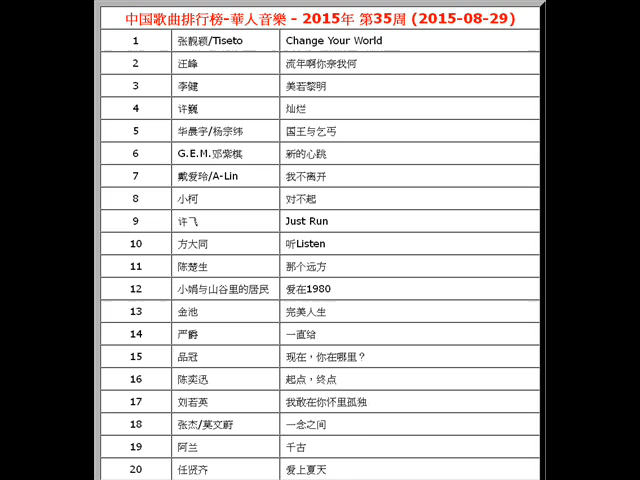 中国歌曲排行榜-華人音樂 - 2015年 第35周 (2015-08-29)
1 张靓颖/Tiseto Change Your World
2 汪峰 流年啊你奈我何
3 李健 美若黎明
4 许巍 灿烂
5 华晨宇/杨宗纬 国王与乞丐
6 G.E.M.邓紫棋 新的心跳
7 戴爱玲/A-Lin 我不离开
8 小柯 对不起
9 许飞 Just Run
10 方大同 听Listen
11 陈楚生 那个远方
12 小娟与山谷里的居民 爱在1980
13 金池 完美人生
14 严爵 一直给
15 品冠 现在，你在哪里？
16 陈奕迅 起点，终点
17 刘若英 我敢在你怀里孤独
18 张杰/莫文蔚 一念之间
19 阿兰 千古
20 任贤齐 爱上夏天